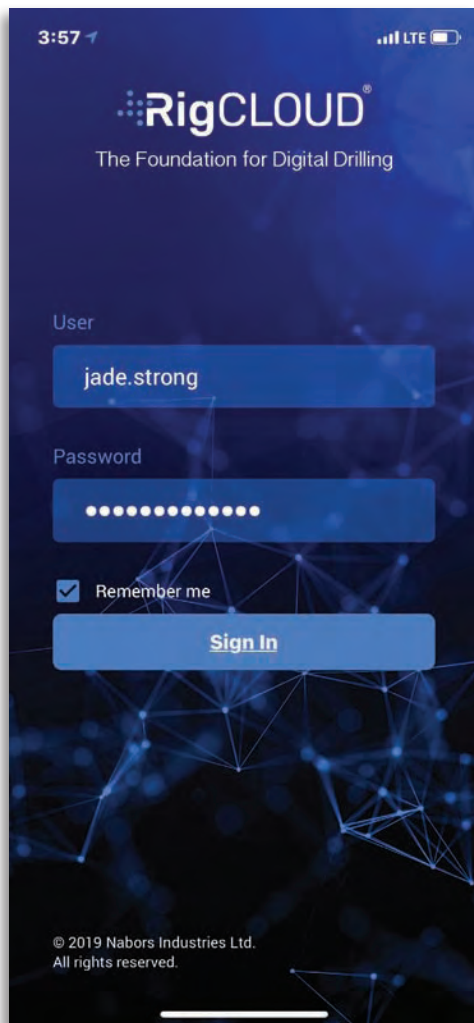 3:57 LTE
RigCLOUD®
The Foundation for Digital Drilling
User
jade.strong
Password
•••••••••••••
Remember me
Sign In
© 2019 Nabors Industries Ltd.
All rights reserved.